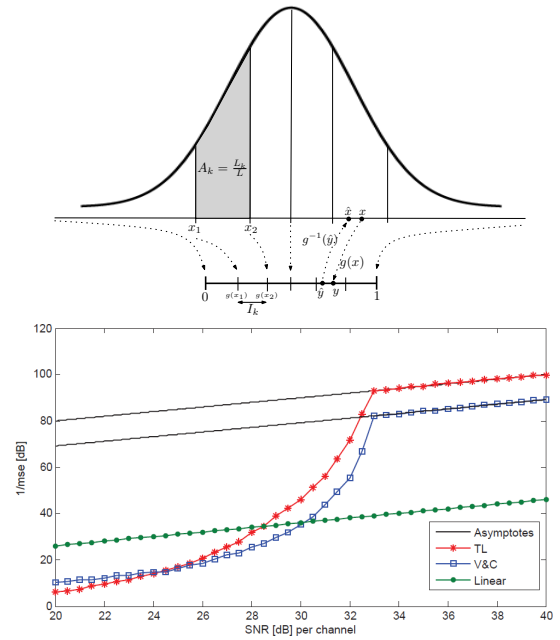 A_k = L_k/L
x_1 x_2 x̂ x
g^{-1}(ŷ)
g(x)
0 g(x_1) g(x_2) ŷ y 1
I_k
120
100
80
60
40
20
0
1/mse [dB]
20 22 24 26 28 30 32 34 36 38 40
SNR [dB] per channel
Asymptotes
TL
V&C
Linear